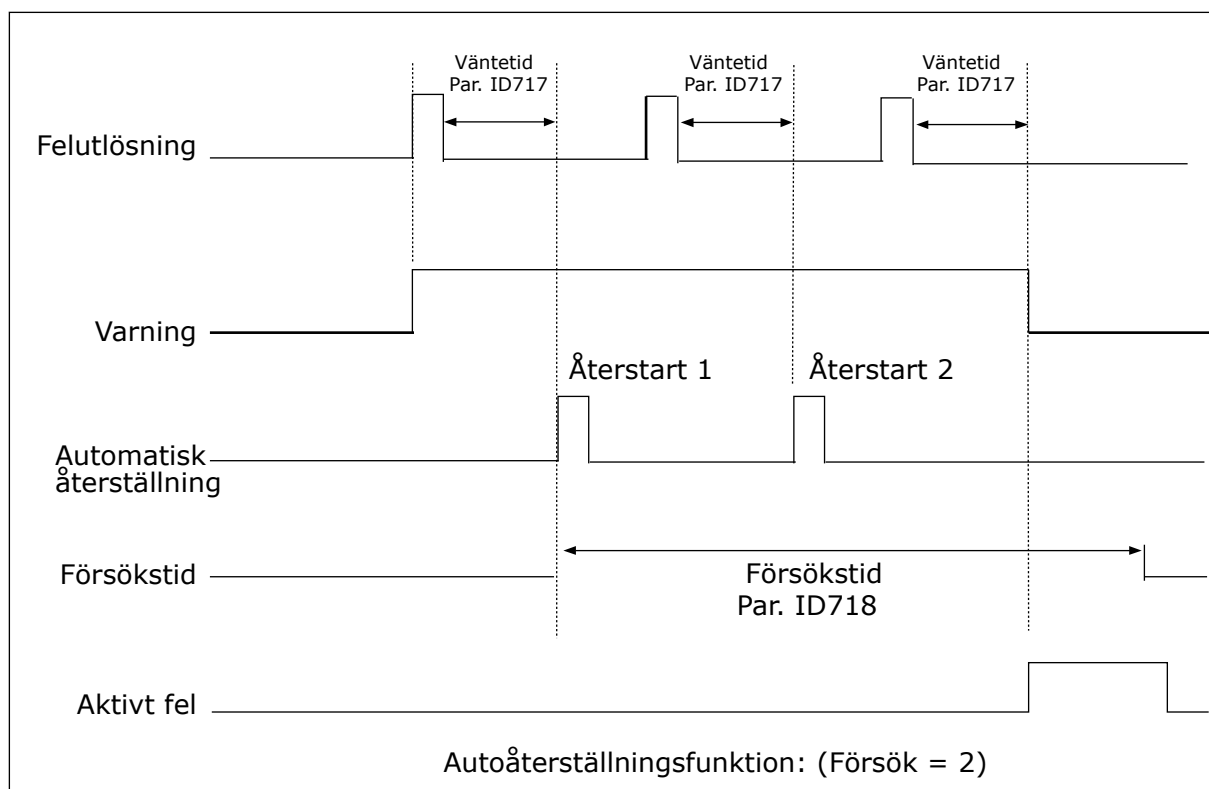 Väntetid
Par. ID717
Väntetid
Par. ID717
Väntetid
Par. ID717
Felutlösning
Varning
Återstart 1
Återstart 2
Automatisk
återställning
Försökstid
Försökstid
Par. ID718
Aktivt fel
Autoåterställningsfunktion: (Försök = 2)